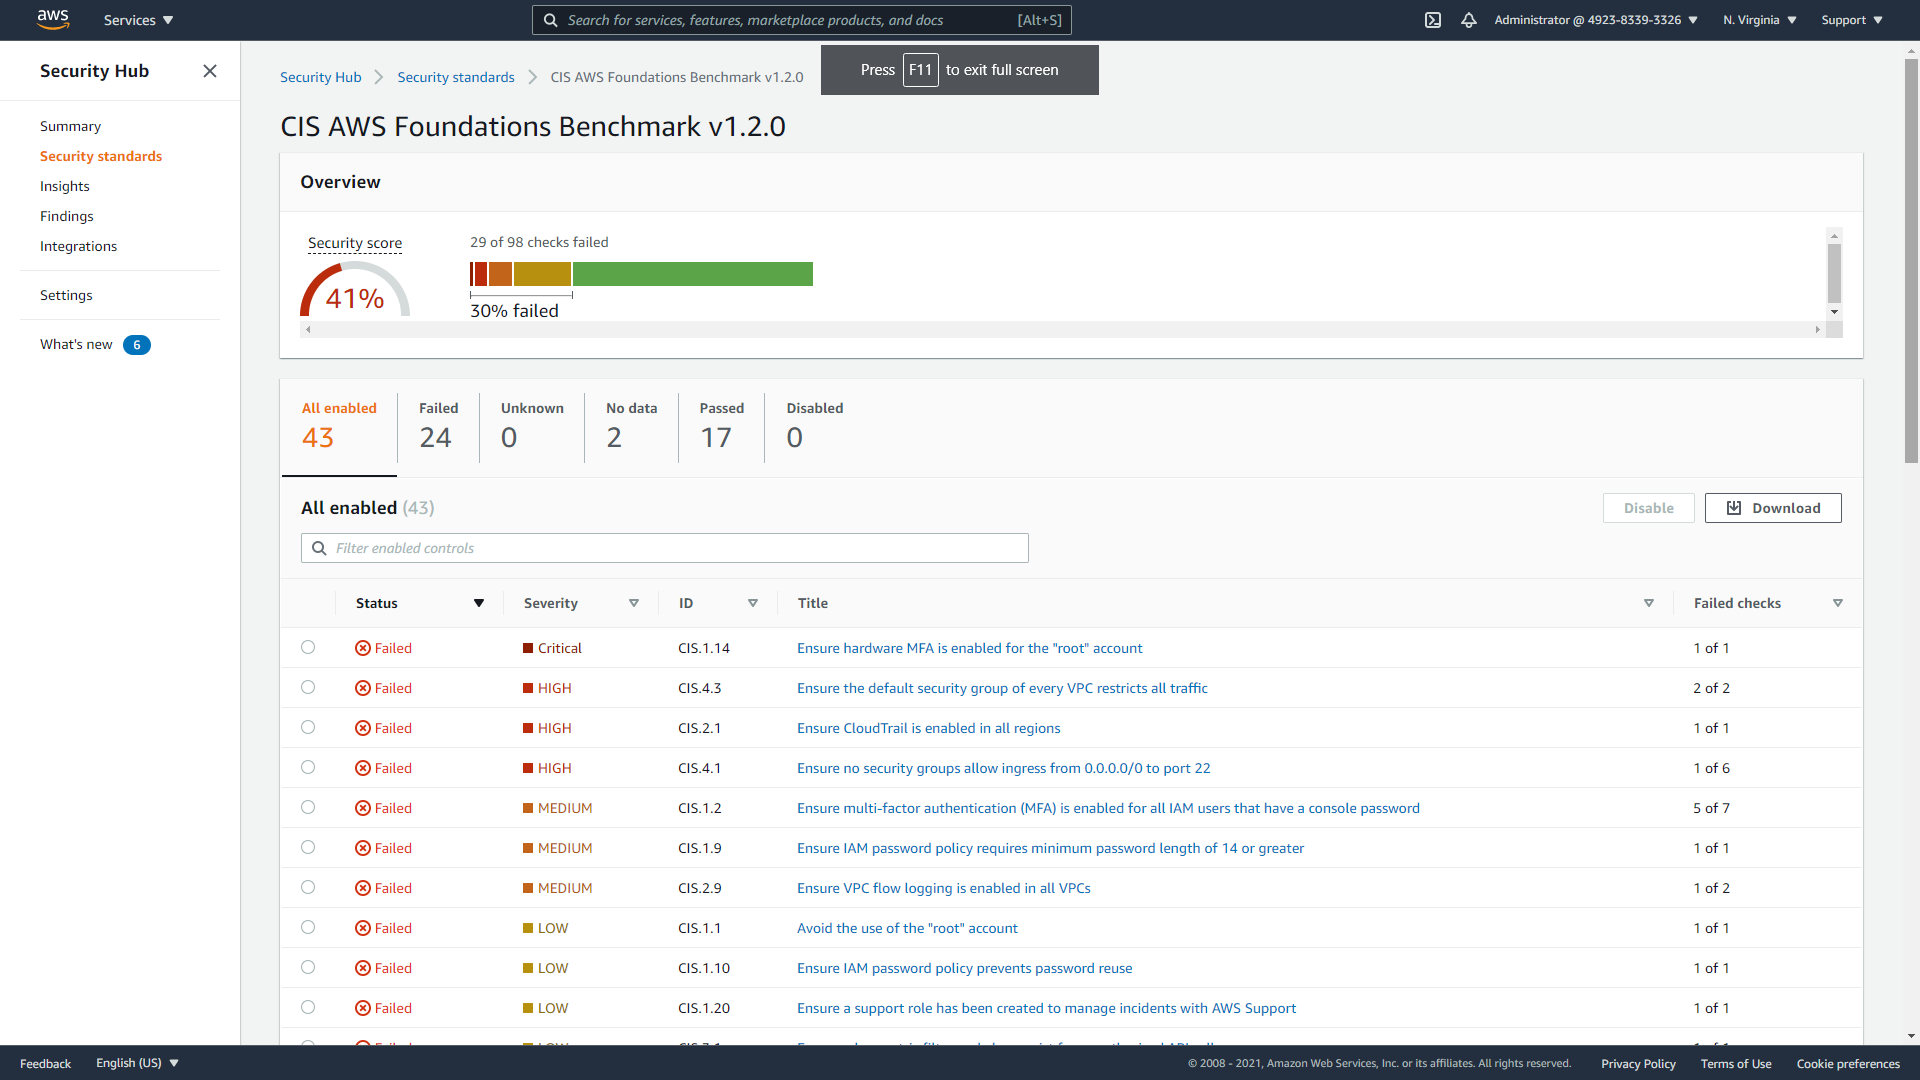 aws
Services
Search for services, features, marketplace products, and docs [Alt+S]
Administrator @ 4923-8339-3326
N. Virginia
Support
Security Hub
Summary
Security standards
Insights
Findings
Integrations
Settings
What's new 6
Security Hub Security standards CIS AWS Foundations Benchmark v1.2.0
Press F11 to exit full screen
CIS AWS Foundations Benchmark v1.2.0
Overview
Security score
41%
29 of 98 checks failed
30% failed
All enabled Failed Unknown No data Passed Disabled
43 24 0 2 17 0
All enabled (43)
Disable
Download
Filter enabled controls
Status Severity ID Title Failed checks
Failed Critical CIS.1.14 Ensure hardware MFA is enabled for the "root" account 1 of 1
Failed HIGH CIS.4.3 Ensure the default security group of every VPC restricts all traffic 2 of 2
Failed HIGH CIS.2.1 Ensure CloudTrail is enabled in all regions 1 of 1
Failed HIGH CIS.4.1 Ensure no security groups allow ingress from 0.0.0.0/0 to port 22 1 of 6
Failed MEDIUM CIS.1.2 Ensure multi-factor authentication (MFA) is enabled for all IAM users that have a console password 5 of 7
Failed MEDIUM CIS.1.9 Ensure IAM password policy requires minimum password length of 14 or greater 1 of 1
Failed MEDIUM CIS.2.9 Ensure VPC flow logging is enabled in all VPCs 1 of 2
Failed LOW CIS.1.1 Avoid the use of the "root" account 1 of 1
Failed LOW CIS.1.10 Ensure IAM password policy prevents password reuse 1 of 1
Failed LOW CIS.1.20 Ensure a support role has been created to manage incidents with AWS Support 1 of 1
Feedback English (US)
© 2008 - 2021, Amazon Web Services, Inc. or its affiliates. All rights reserved. Privacy Policy Terms of Use Cookie preferences